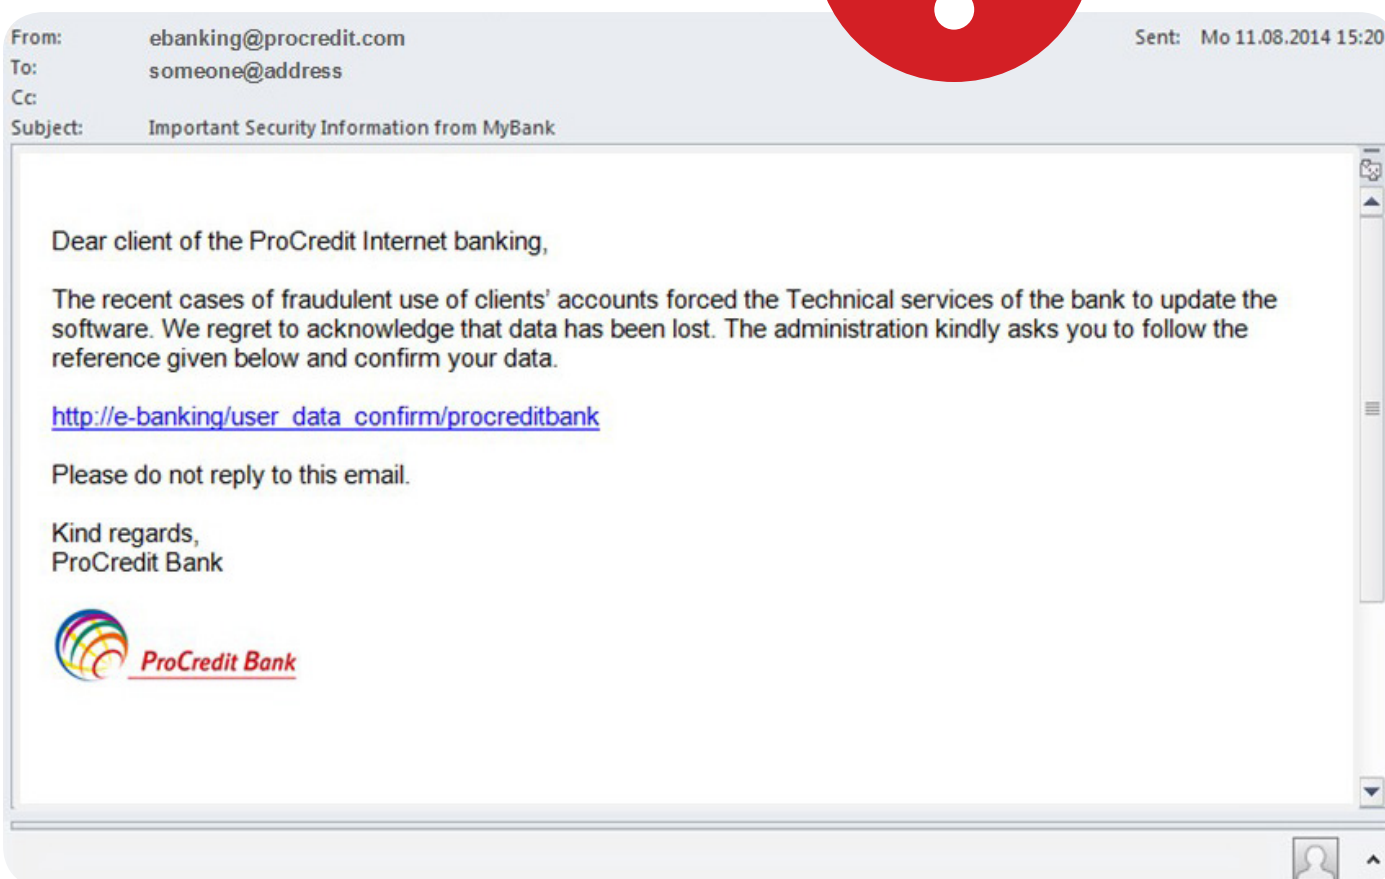 From: ebanking@procredit.com Sent: Mo 11.08.2014 15:20
To: someone@address
Cc:
Subject: Important Security Information from MyBank
Dear client of the ProCredit Internet banking,
The recent cases of fraudulent use of clients’ accounts forced the Technical services of the bank to update the
software. We regret to acknowledge that data has been lost. The administration kindly asks you to follow the
reference given below and confirm your data.
http://e-banking/user_data_confirm/procreditbank
Please do not reply to this email.
Kind regards,
ProCredit Bank
ProCredit Bank